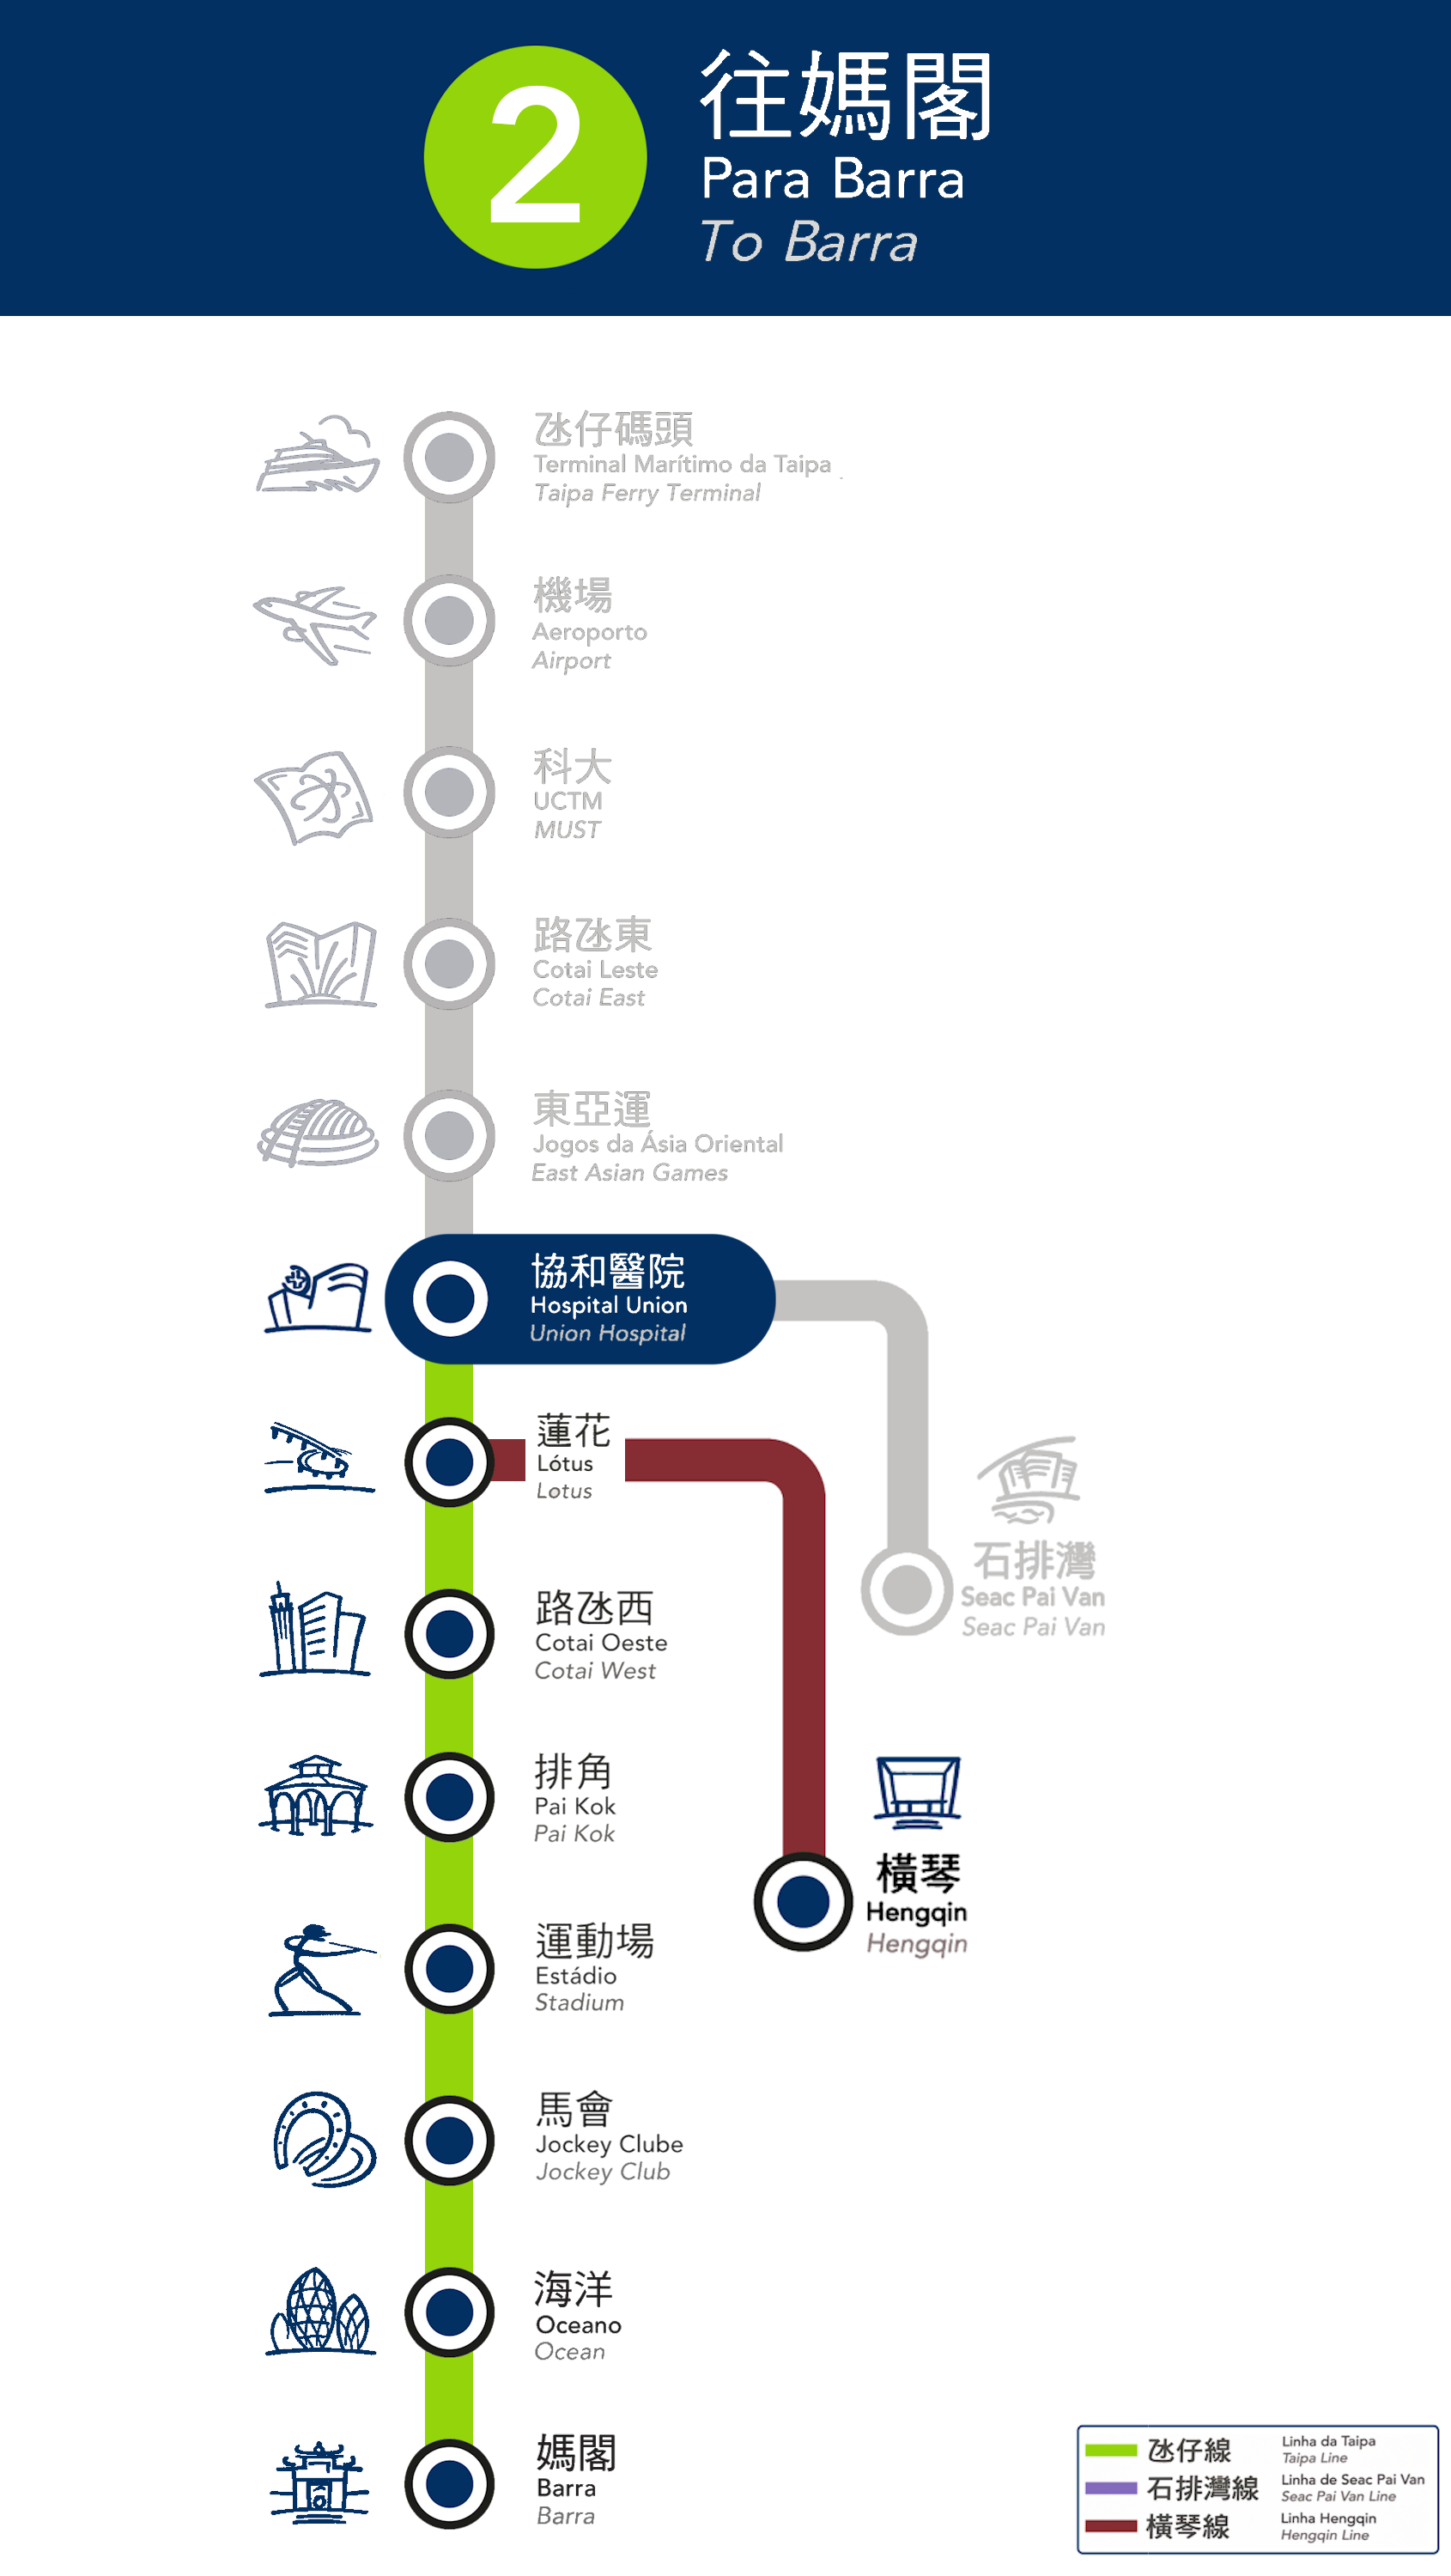 2
往媽閣
Para Barra
To Barra
氹仔碼頭
Terminal Marítimo da Taipa
Taipa Ferry Terminal
機場
Aeroporto
Airport
科大
UCTM
MUST
路氹東
Cotai Leste
Cotai East
東亞運
Jogos da Ásia Oriental
East Asian Games
協和醫院
Hospital Union
Union Hospital
蓮花
Lótus
Lotus
石排灣
Seac Pai Van
Seac Pai Van
路氹西
Cotai Oeste
Cotai West
排角
Pai Kok
Pai Kok
橫琴
Hengqin
Hengqin
運動場
Estádio
Stadium
馬會
Jockey Clube
Jockey Club
海洋
Oceano
Ocean
媽閣
Barra
Barra
氹仔線
Linha da Taipa
Taipa Line
石排灣線
Linha de Seac Pai Van
Seac Pai Van Line
橫琴線
Linha Hengqin
Hengqin Line